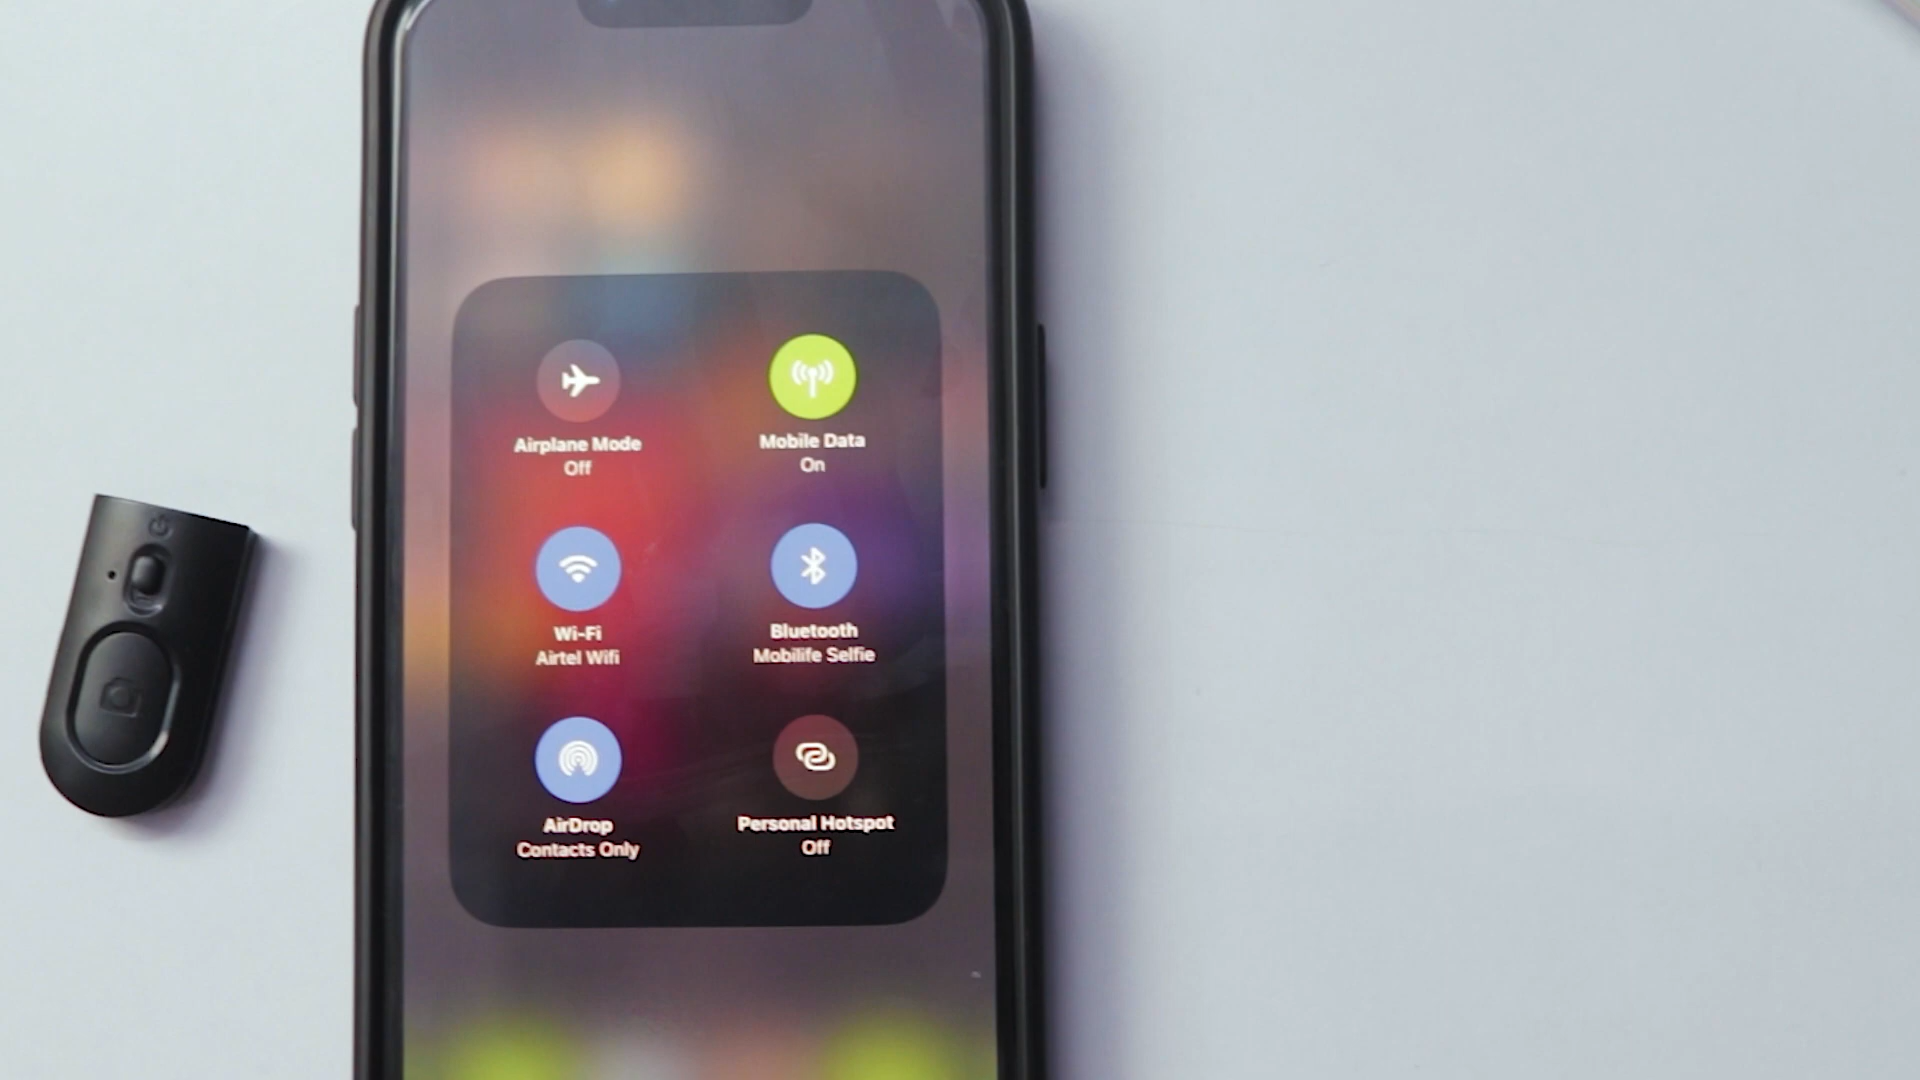 Airplane Mode
Off
Mobile Data
On
Wi-Fi
Airtel Wifi
Bluetooth
Mobilife Selfie
AirDrop
Contacts Only
Personal Hotspot
Off